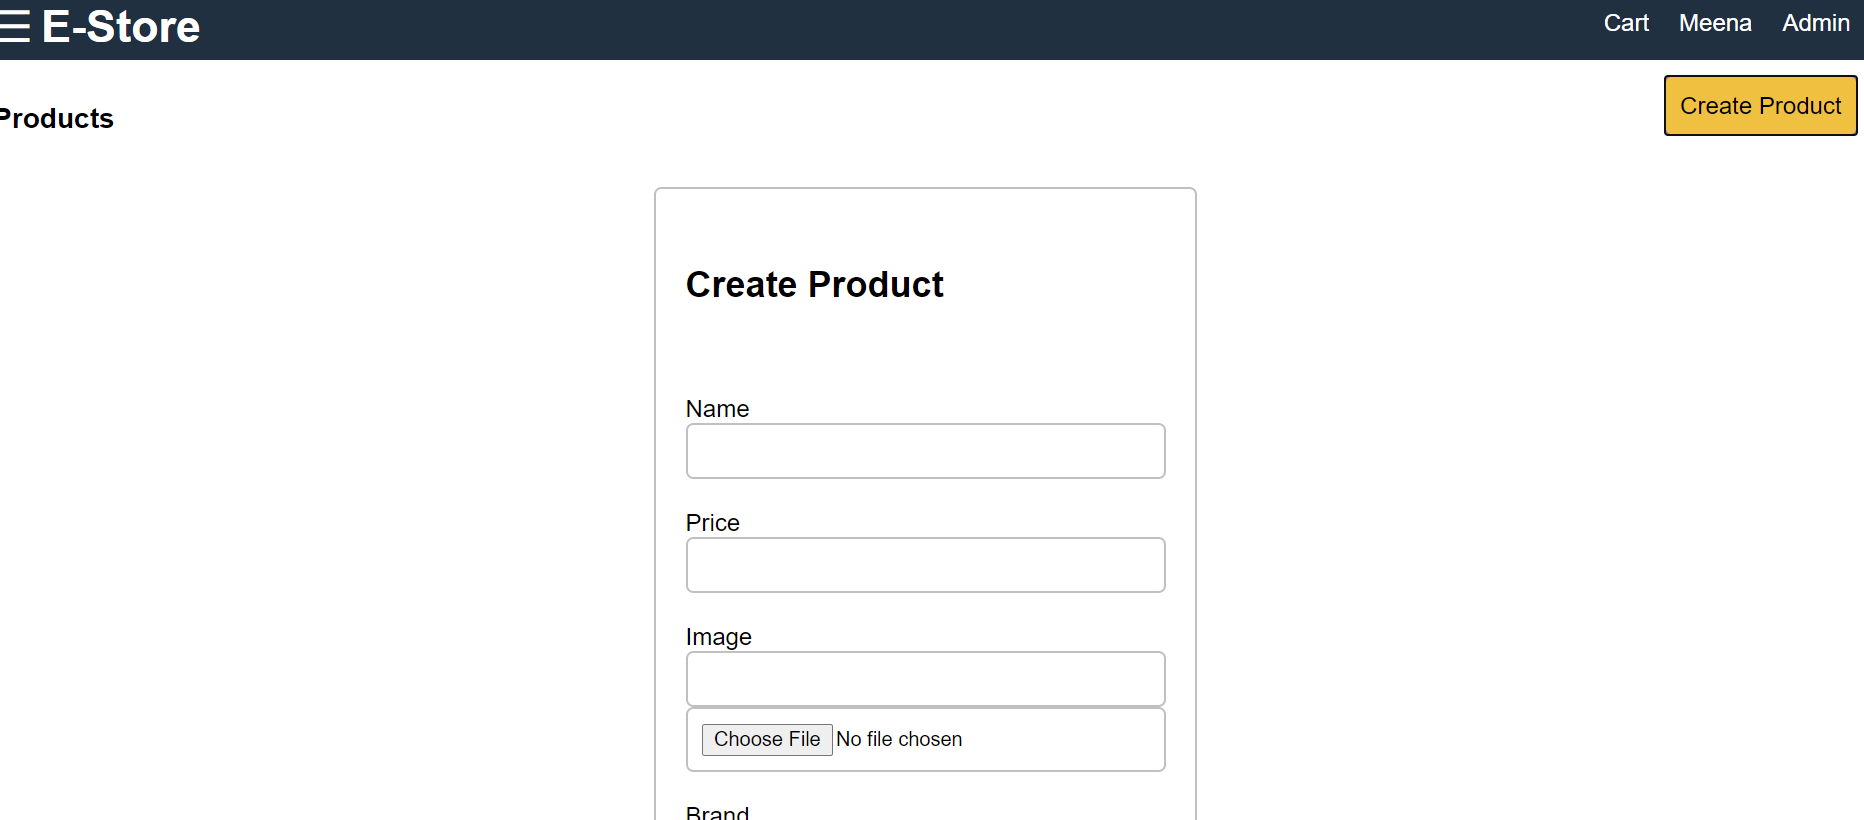 E-Store
Cart Meena Admin
Products
Create Product
Create Product
Name
Price
Image
Choose File No file chosen
Brand